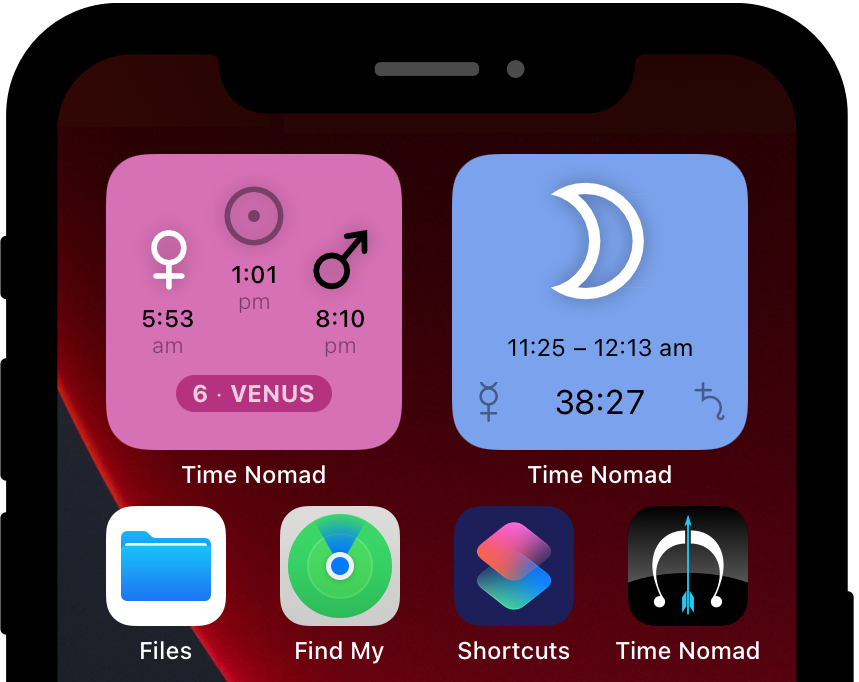 1:01
pm
5:53
am
8:10
pm
6 · VENUS
Time Nomad
11:25 – 12:13 am
38:27
Time Nomad
Files
Find My
Shortcuts
Time Nomad